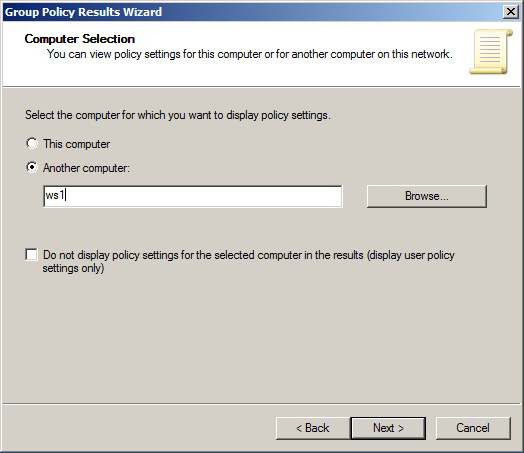 Group Policy Results Wizard
Computer Selection
You can view policy settings for this computer or for another computer on this network.
Select the computer for which you want to display policy settings.
This computer
Another computer:
ws1
Browse...
Do not display policy settings for the selected computer in the results (display user policy
settings only)
< Back
Next >
Cancel